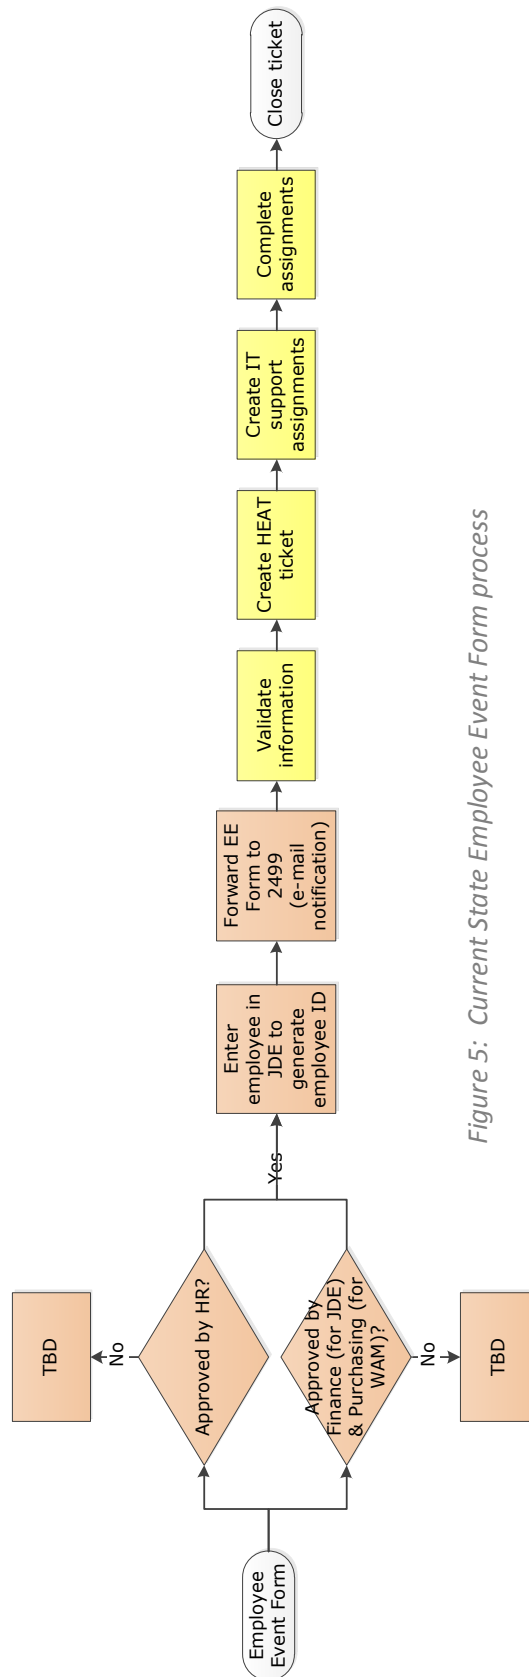 Employee
Event Form
Approved by HR?
No
TBD
Approved by
Finance (for JDE)
& Purchasing (for
WAM)?
No
TBD
Yes
Enter
employee in
JDE to
generate
employee ID
Forward EE
Form to
2499
(e-mail
notification)
Validate
information
Create HEAT
ticket
Create IT
support
assignments
Complete
assignments
Close ticket
Figure 5:  Current State Employee Event Form process